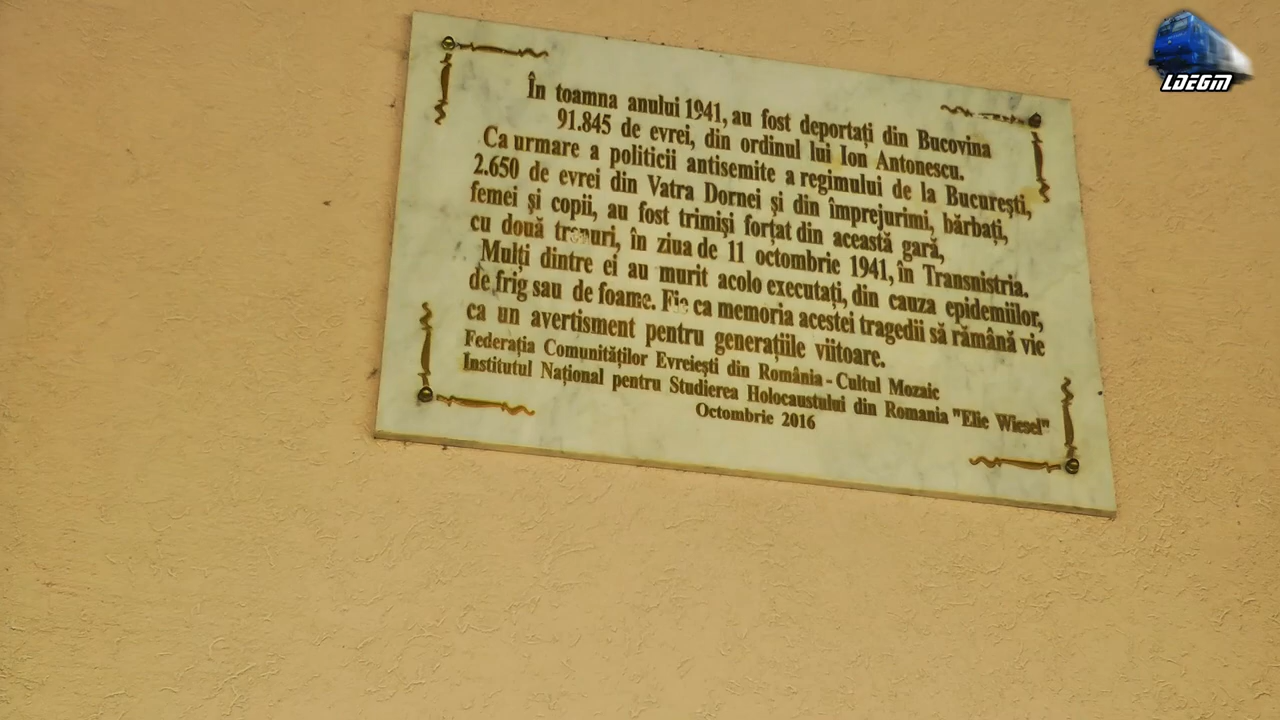 În toamna anului 1941, au fost deportați din Bucovina
91.845 de evrei, din ordinul lui Ion Antonescu.
Ca urmare a politicii antisemite a regimului de la București,
2.650 de evrei din Vatra Dornei și din împrejurimi, bărbați,
femei și copii, au fost trimiși forțat din această gară,
cu două trenuri, în ziua de 11 octombrie 1941, în Transnistria.
Mulți dintre ei au murit acolo executați, din cauza epidemiilor,
de frig sau de foame. Fie ca memoria acestei tragedii să rămână vie
ca un avertisment pentru generațiile viitoare.
Federația Comunităților Evreiești din România - Cultul Mozaic
Institutul Național pentru Studierea Holocaustului din Romania "Elie Wiesel"
Octombrie 2016
LDEGM